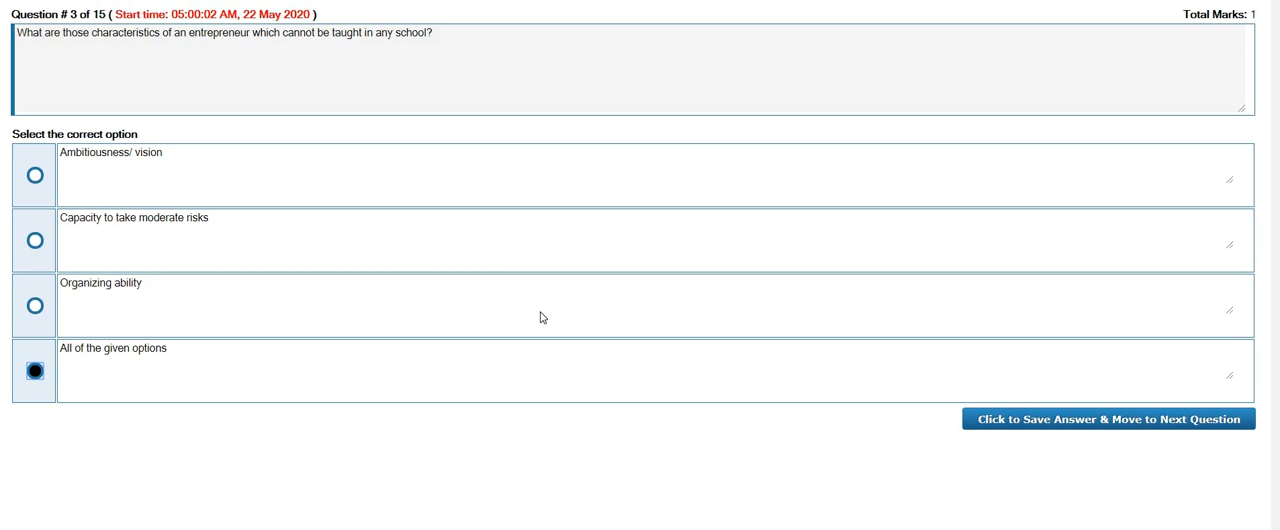 Question # 3 of 15 ( Start time: 05:00:02 AM, 22 May 2020 ) Total Marks: 1
What are those characteristics of an entrepreneur which cannot be taught in any school?
Select the correct option
Ambitiousness/ vision
Capacity to take moderate risks
Organizing ability
All of the given options
Click to Save Answer & Move to Next Question